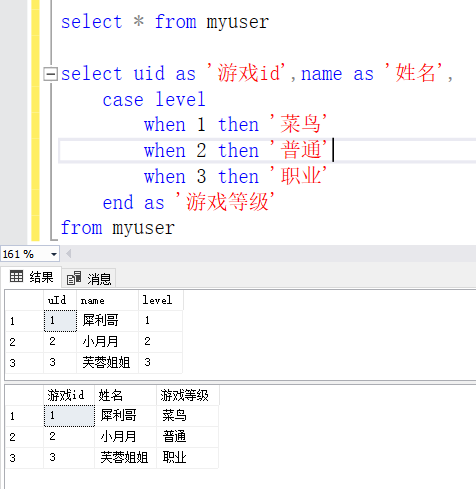 select * from myuser
select uid as '游戏id',name as '姓名',
case level
when 1 then '菜鸟'
when 2 then '普通'
when 3 then '职业'
end as '游戏等级'
from myuser
161 %
结果 消息
uId name level
1 1 犀利哥 1
2 2 小月月 2
3 3 芙蓉姐姐 3
游戏id 姓名 游戏等级
1 1 犀利哥 菜鸟
2 2 小月月 普通
3 3 芙蓉姐姐 职业